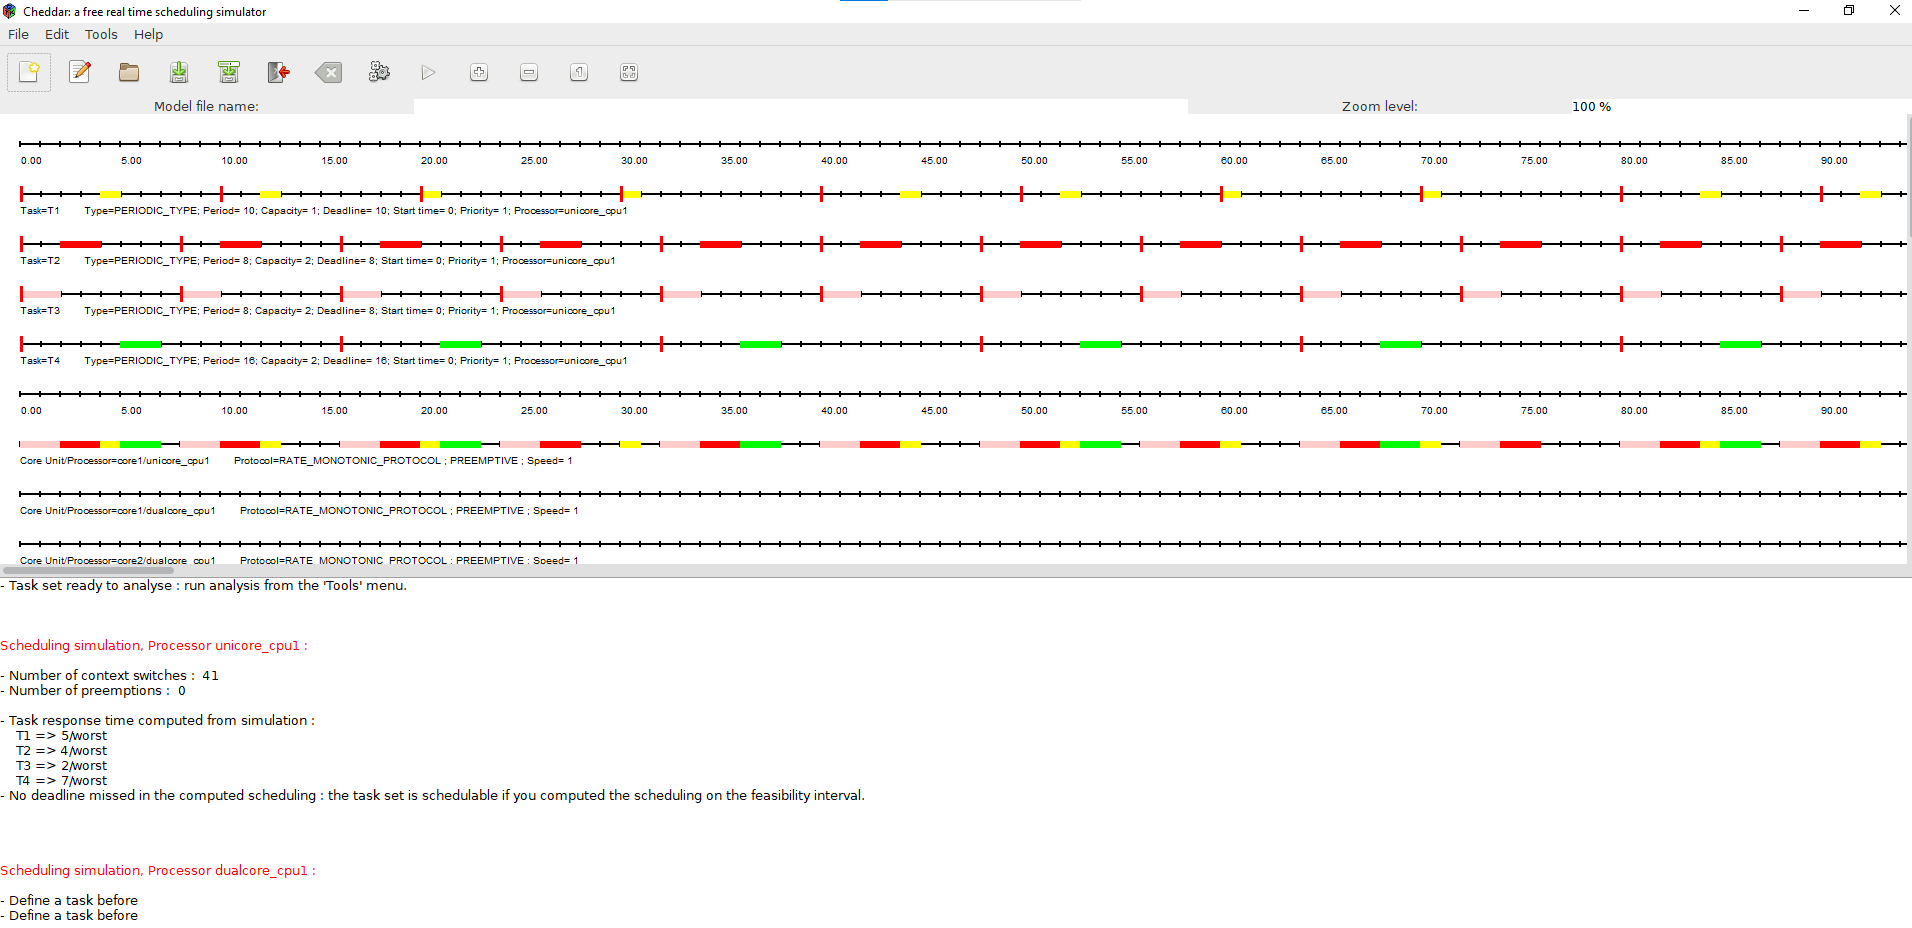 Cheddar: a free real time scheduling simulator
File Edit Tools Help
Model file name: Zoom level: 100 %
0.00 5.00 10.00 15.00 20.00 25.00 30.00 35.00 40.00 45.00 50.00 55.00 60.00 65.00 70.00 75.00 80.00 85.00 90.00
Task=T1 Type=PERIODIC_TYPE; Period= 10; Capacity= 1; Deadline= 10; Start time= 0; Priority= 1; Processor=unicore_cpu1
Task=T2 Type=PERIODIC_TYPE; Period= 8; Capacity= 2; Deadline= 8; Start time= 0; Priority= 1; Processor=unicore_cpu1
Task=T3 Type=PERIODIC_TYPE; Period= 8; Capacity= 2; Deadline= 8; Start time= 0; Priority= 1; Processor=unicore_cpu1
Task=T4 Type=PERIODIC_TYPE; Period= 16; Capacity= 2; Deadline= 16; Start time= 0; Priority= 1; Processor=unicore_cpu1
0.00 5.00 10.00 15.00 20.00 25.00 30.00 35.00 40.00 45.00 50.00 55.00 60.00 65.00 70.00 75.00 80.00 85.00 90.00
Core Unit/Processor=core1/unicore_cpu1 Protocol=RATE_MONOTONIC_PROTOCOL ; PREEMPTIVE ; Speed= 1
Core Unit/Processor=core1/dualcore_cpu1 Protocol=RATE_MONOTONIC_PROTOCOL ; PREEMPTIVE ; Speed= 1
Core Unit/Processor=core2/dualcore_cpu1 Protocol=RATE_MONOTONIC_PROTOCOL ; PREEMPTIVE ; Speed= 1
- Task set ready to analyse : run analysis from the 'Tools' menu.
Scheduling simulation, Processor unicore_cpu1 :
- Number of context switches : 41
- Number of preemptions : 0
- Task response time computed from simulation :
T1 => 5/worst
T2 => 4/worst
T3 => 2/worst
T4 => 7/worst
- No deadline missed in the computed scheduling : the task set is schedulable if you computed the scheduling on the feasibility interval.
Scheduling simulation, Processor dualcore_cpu1 :
- Define a task before
- Define a task before